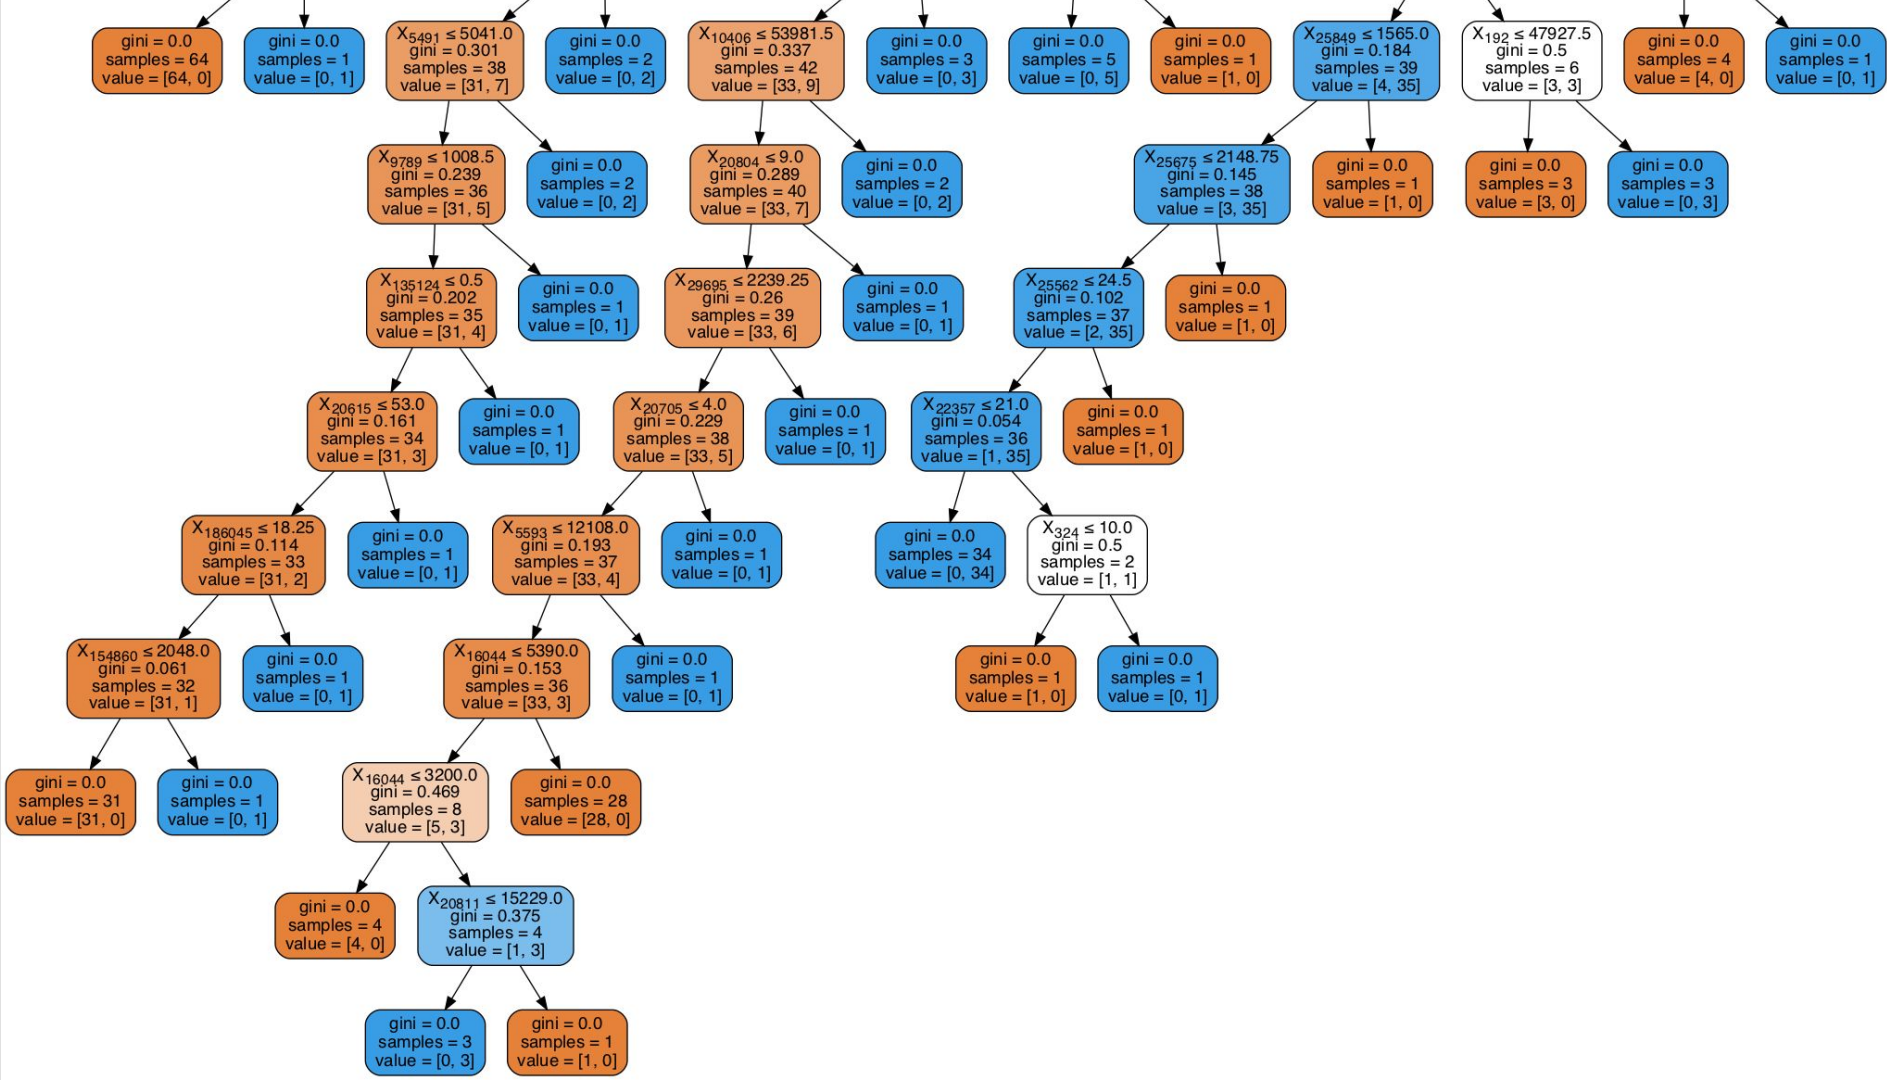 gini = 0.0
samples = 64
value = [64, 0]
gini = 0.0
samples = 1
value = [0, 1]
X5491 ≤ 5041.0
gini = 0.301
samples = 38
value = [31, 7]
gini = 0.0
samples = 2
value = [0, 2]
X10406 ≤ 53981.5
gini = 0.337
samples = 42
value = [33, 9]
gini = 0.0
samples = 3
value = [0, 3]
gini = 0.0
samples = 5
value = [0, 5]
gini = 0.0
samples = 1
value = [1, 0]
X25849 ≤ 1565.0
gini = 0.184
samples = 39
value = [4, 35]
X192 ≤ 47927.5
gini = 0.5
samples = 6
value = [3, 3]
gini = 0.0
samples = 4
value = [4, 0]
gini = 0.0
samples = 1
value = [0, 1]
X9789 ≤ 1008.5
gini = 0.239
samples = 36
value = [31, 5]
gini = 0.0
samples = 2
value = [0, 2]
X20804 ≤ 9.0
gini = 0.289
samples = 40
value = [33, 7]
gini = 0.0
samples = 2
value = [0, 2]
X25675 ≤ 2148.75
gini = 0.145
samples = 38
value = [3, 35]
gini = 0.0
samples = 1
value = [1, 0]
gini = 0.0
samples = 3
value = [3, 0]
gini = 0.0
samples = 3
value = [0, 3]
X135124 ≤ 0.5
gini = 0.202
samples = 35
value = [31, 4]
gini = 0.0
samples = 1
value = [0, 1]
X29695 ≤ 2239.25
gini = 0.26
samples = 39
value = [33, 6]
gini = 0.0
samples = 1
value = [0, 1]
X25562 ≤ 24.5
gini = 0.102
samples = 37
value = [2, 35]
gini = 0.0
samples = 1
value = [1, 0]
X20615 ≤ 53.0
gini = 0.161
samples = 34
value = [31, 3]
gini = 0.0
samples = 1
value = [0, 1]
X20705 ≤ 4.0
gini = 0.229
samples = 38
value = [33, 5]
gini = 0.0
samples = 1
value = [0, 1]
X22357 ≤ 21.0
gini = 0.054
samples = 36
value = [1, 35]
gini = 0.0
samples = 1
value = [1, 0]
X186045 ≤ 18.25
gini = 0.114
samples = 33
value = [31, 2]
gini = 0.0
samples = 1
value = [0, 1]
X5593 ≤ 12108.0
gini = 0.193
samples = 37
value = [33, 4]
gini = 0.0
samples = 1
value = [0, 1]
gini = 0.0
samples = 34
value = [0, 34]
X324 ≤ 10.0
gini = 0.5
samples = 2
value = [1, 1]
X154860 ≤ 2048.0
gini = 0.061
samples = 32
value = [31, 1]
gini = 0.0
samples = 1
value = [0, 1]
X16044 ≤ 5390.0
gini = 0.153
samples = 36
value = [33, 3]
gini = 0.0
samples = 1
value = [0, 1]
gini = 0.0
samples = 1
value = [1, 0]
gini = 0.0
samples = 1
value = [0, 1]
gini = 0.0
samples = 31
value = [31, 0]
gini = 0.0
samples = 1
value = [0, 1]
X16044 ≤ 3200.0
gini = 0.469
samples = 8
value = [5, 3]
gini = 0.0
samples = 28
value = [28, 0]
gini = 0.0
samples = 4
value = [4, 0]
X20811 ≤ 15229.0
gini = 0.375
samples = 4
value = [1, 3]
gini = 0.0
samples = 3
value = [0, 3]
gini = 0.0
samples = 1
value = [1, 0]